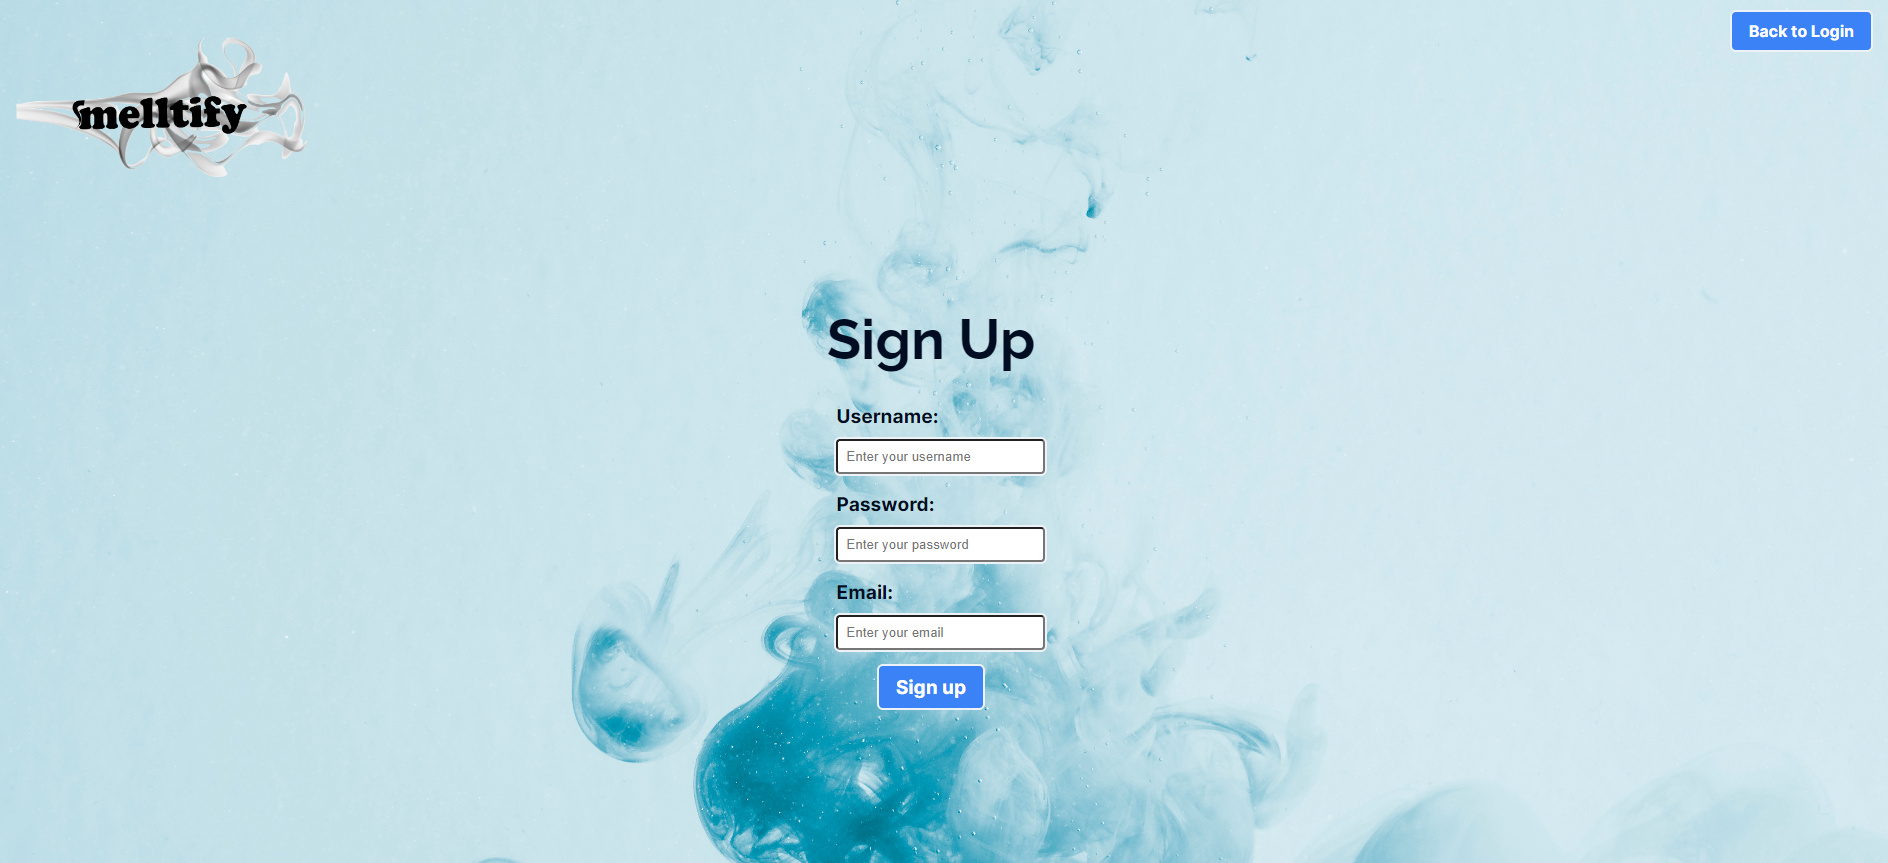 Back to Login
Smelltify
Sign Up
Username:
Enter your username
Password:
Enter your password
Email:
Enter your email
Sign up